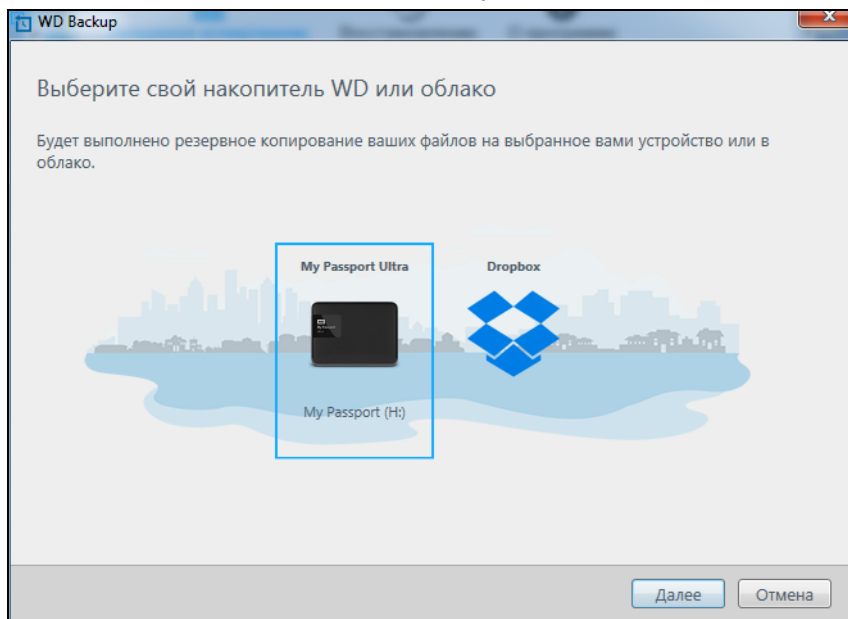 WD Backup
Выберите свой накопитель WD или облако
Будет выполнено резервное копирование ваших файлов на выбранное вами устройство или в
облако.
My Passport Ultra
Dropbox
My Passport (H:)
Далее
Отмена